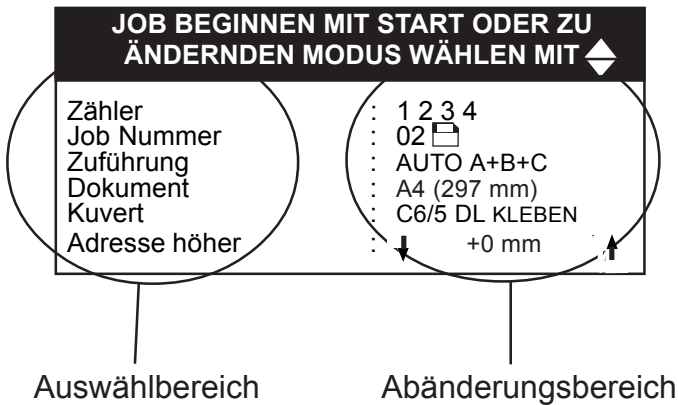 JOB BEGINNEN MIT START ODER ZU
ÄNDERNDEN MODUS WÄHLEN MIT
Zähler : 1 2 3 4
Job Nummer : 02
Zuführung : AUTO A+B+C
Dokument : A4 (297 mm)
Kuvert : C6/5 DL KLEBEN
Adresse höher : +0 mm
Auswählbereich Abänderungsbereich